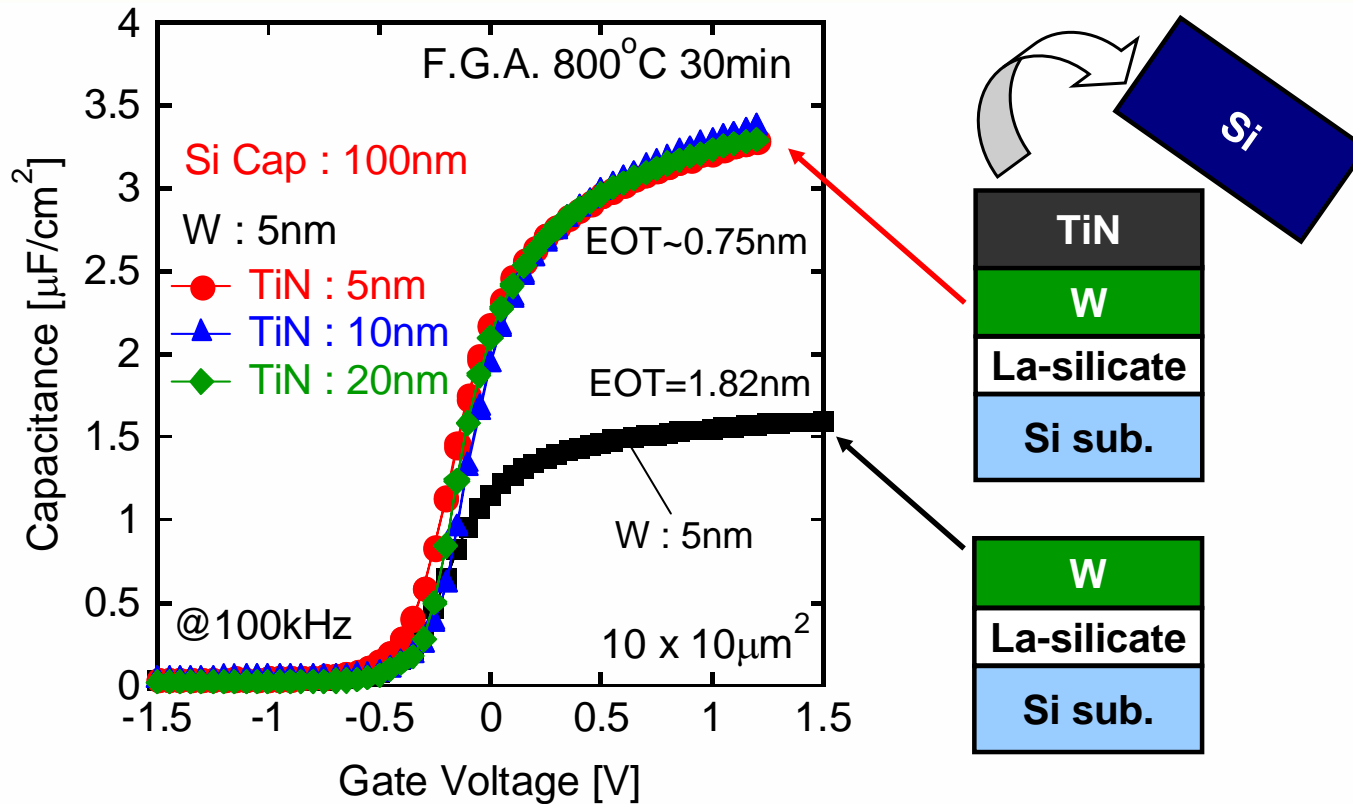 4
3.5
3
2.5
2
1.5
1
0.5
0
Capacitance [μF/cm²]
F.G.A. 800°C 30min
Si Cap : 100nm
W : 5nm
TiN : 5nm
TiN : 10nm
TiN : 20nm
EOT~0.75nm
EOT=1.82nm
W : 5nm
@100kHz
10 x 10μm²
-1.5 -1 -0.5 0 0.5 1 1.5
Gate Voltage [V]
Si
TiN
W
La-silicate
Si sub.
W
La-silicate
Si sub.